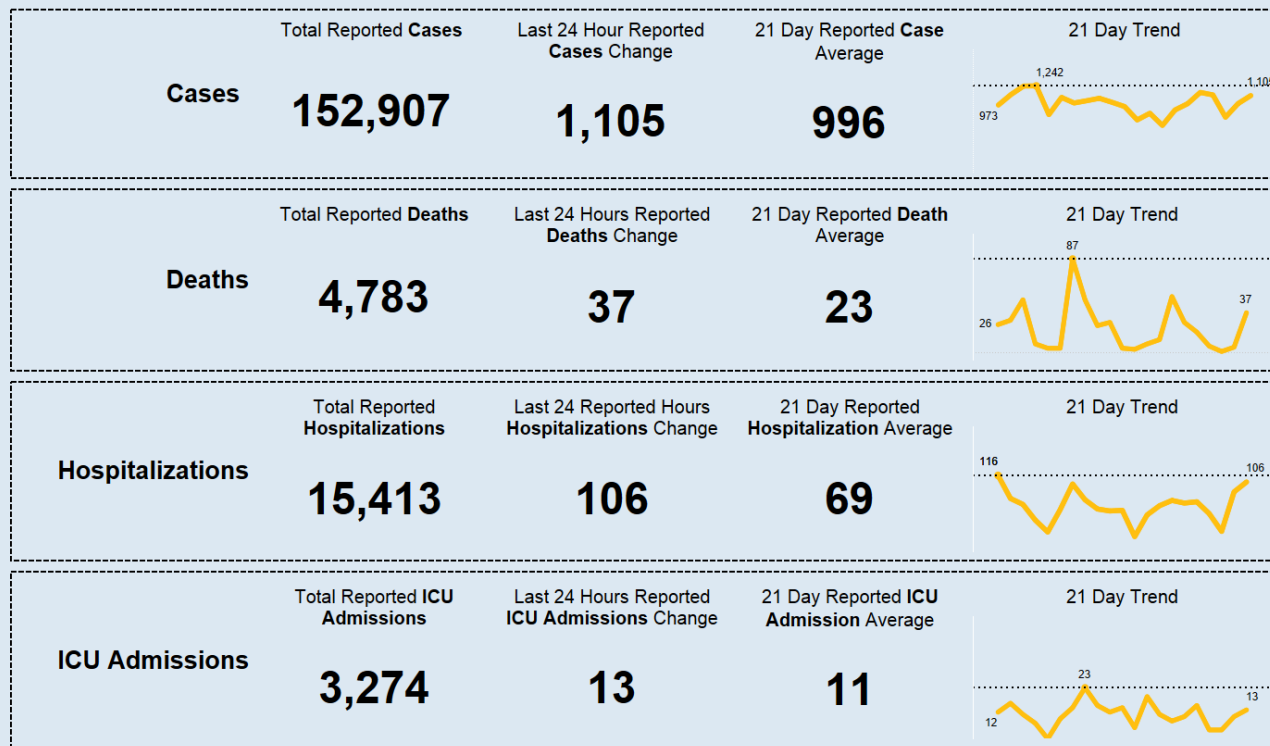 Cases
Total Reported Cases
152,907
Last 24 Hour Reported
Cases Change
1,105
21 Day Reported Case
Average
996
21 Day Trend
973
1,242
1,105
Deaths
Total Reported Deaths
4,783
Last 24 Hours Reported
Deaths Change
37
21 Day Reported Death
Average
23
21 Day Trend
26
87
37
Hospitalizations
Total Reported
Hospitalizations
15,413
Last 24 Reported Hours
Hospitalizations Change
106
21 Day Reported
Hospitalization Average
69
21 Day Trend
116
106
ICU Admissions
Total Reported ICU
Admissions
3,274
Last 24 Hours Reported
ICU Admissions Change
13
21 Day Reported ICU
Admission Average
11
21 Day Trend
12
23
13